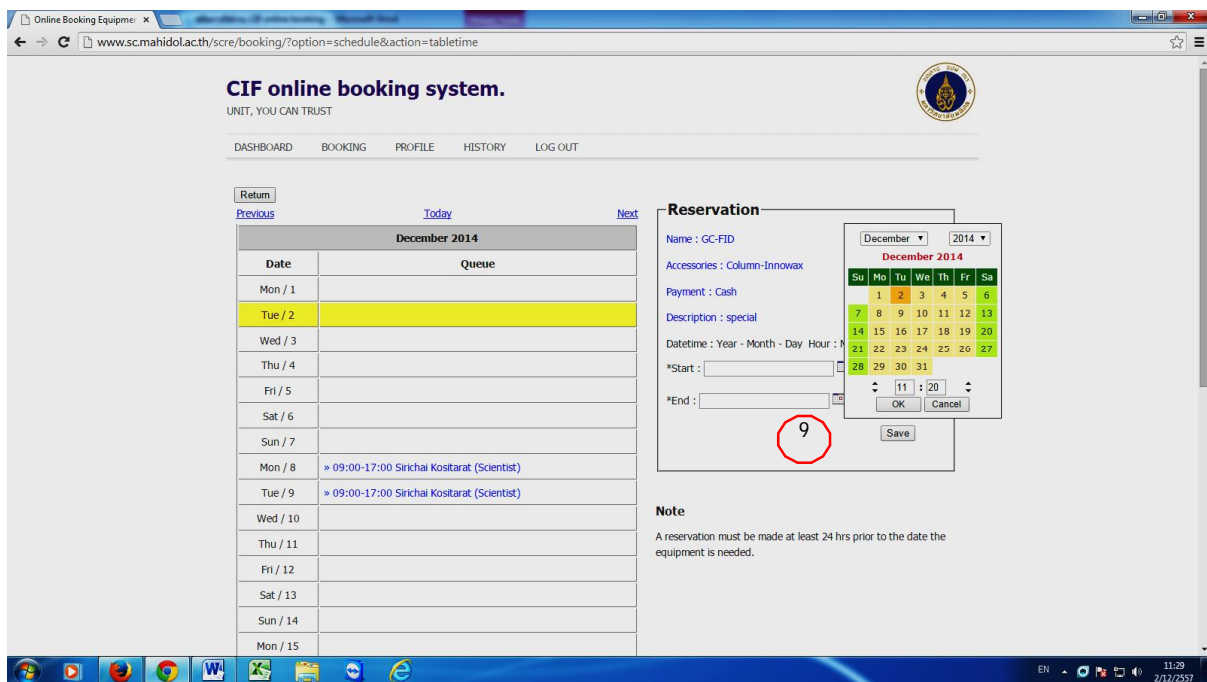 Online Booking Equipmer ×
www.sc.mahidol.ac.th/scre/booking/?option=schedule&action=tabletime
CIF online booking system.
UNIT, YOU CAN TRUST
DASHBOARD BOOKING PROFILE HISTORY LOG OUT
Return
Previous Today Next
December 2014
Date Queue
Mon / 1
Tue / 2
Wed / 3
Thu / 4
Fri / 5
Sat / 6
Sun / 7
Mon / 8 » 09:00-17:00 Sirichai Kositarat (Scientist)
Tue / 9 » 09:00-17:00 Sirichai Kositarat (Scientist)
Wed / 10
Thu / 11
Fri / 12
Sat / 13
Sun / 14
Mon / 15
Reservation
Name : GC-FID
Accessories : Column-Innowax
Payment : Cash
Description : special
Datetime : Year - Month - Day Hour :
*Start :
*End :
9
Save
December 2014
December 2014
Su Mo Tu We Th Fr Sa
1 2 3 4 5 6
7 8 9 10 11 12 13
14 15 16 17 18 19 20
21 22 23 24 25 26 27
28 29 30 31
11 : 20
OK Cancel
Note
A reservation must be made at least 24 hrs prior to the date the
equipment is needed.
EN
11:29
2/12/2557